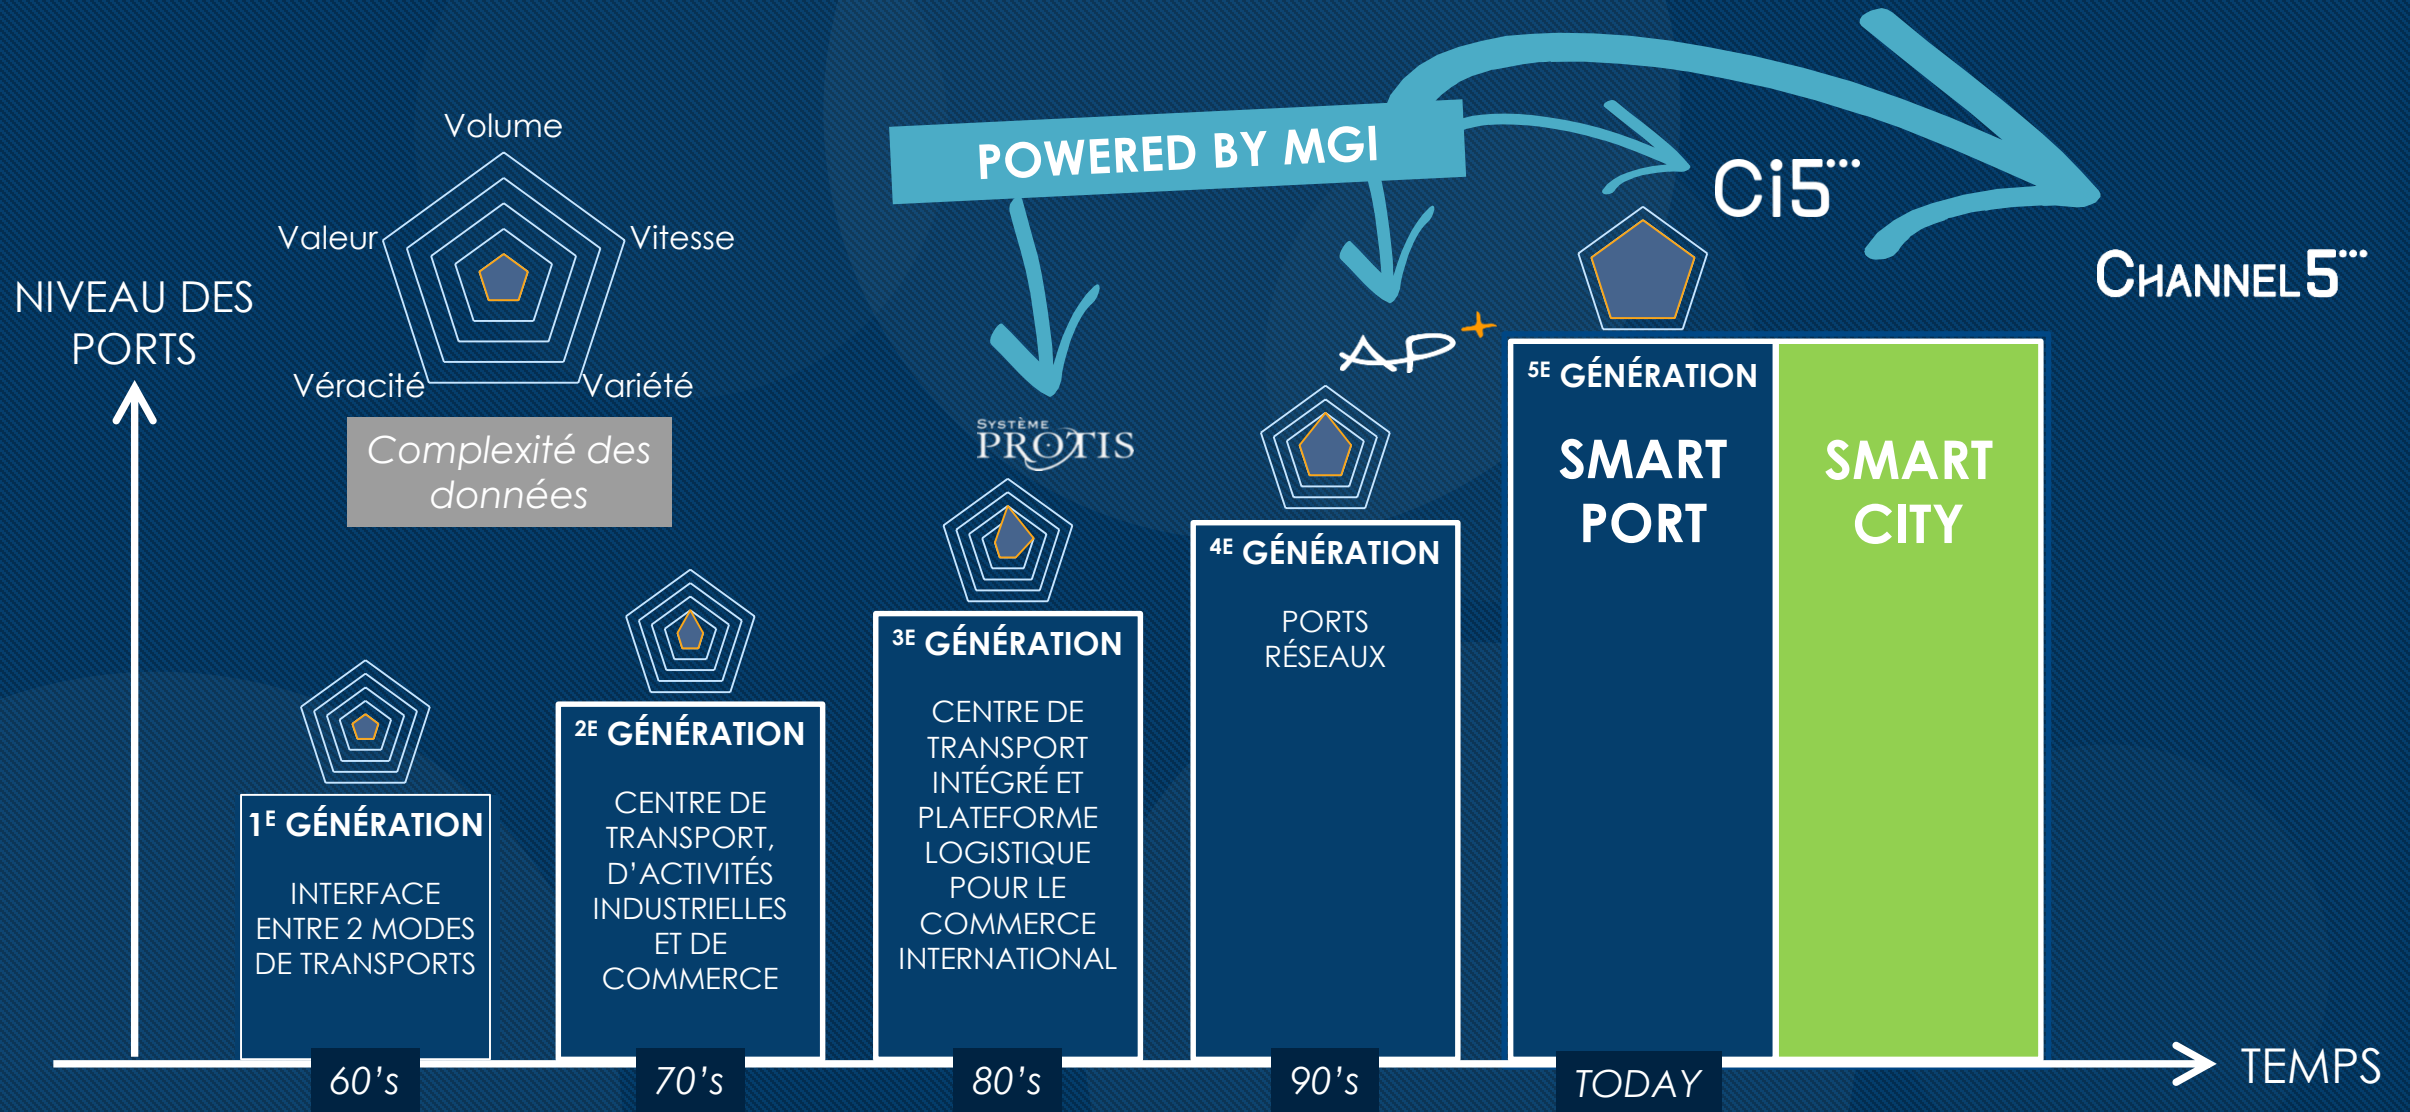 POWERED BY MGI
Ci5
CHANNEL5
Volume
Valeur
Vitesse
Véracité
Variété
Complexité des
données
NIVEAU DES
PORTS
SYSTÈME
PROTIS
AP+
1E GÉNÉRATION
INTERFACE
ENTRE 2 MODES
DE TRANSPORTS
2E GÉNÉRATION
CENTRE DE
TRANSPORT,
D'ACTIVITÉS
INDUSTRIELLES
ET DE
COMMERCE
3E GÉNÉRATION
CENTRE DE
TRANSPORT
INTÉGRÉ ET
PLATEFORME
LOGISTIQUE
POUR LE
COMMERCE
INTERNATIONAL
4E GÉNÉRATION
PORTS
RÉSEAUX
5E GÉNÉRATION
SMART
PORT
SMART
CITY
60's
70's
80's
90's
TODAY
TEMPS